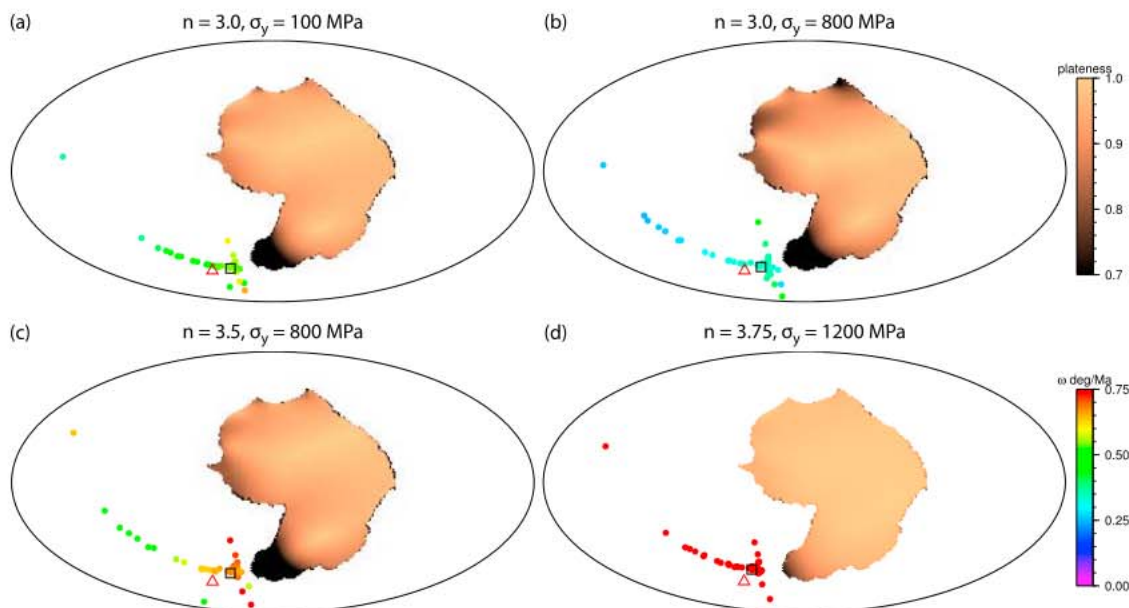 (a) n = 3.0, σy = 100 MPa
(b) n = 3.0, σy = 800 MPa
plateness
1.0
0.9
0.8
0.7
(c) n = 3.5, σy = 800 MPa
(d) n = 3.75, σy = 1200 MPa
ω deg/Ma
0.75
0.50
0.25
0.00